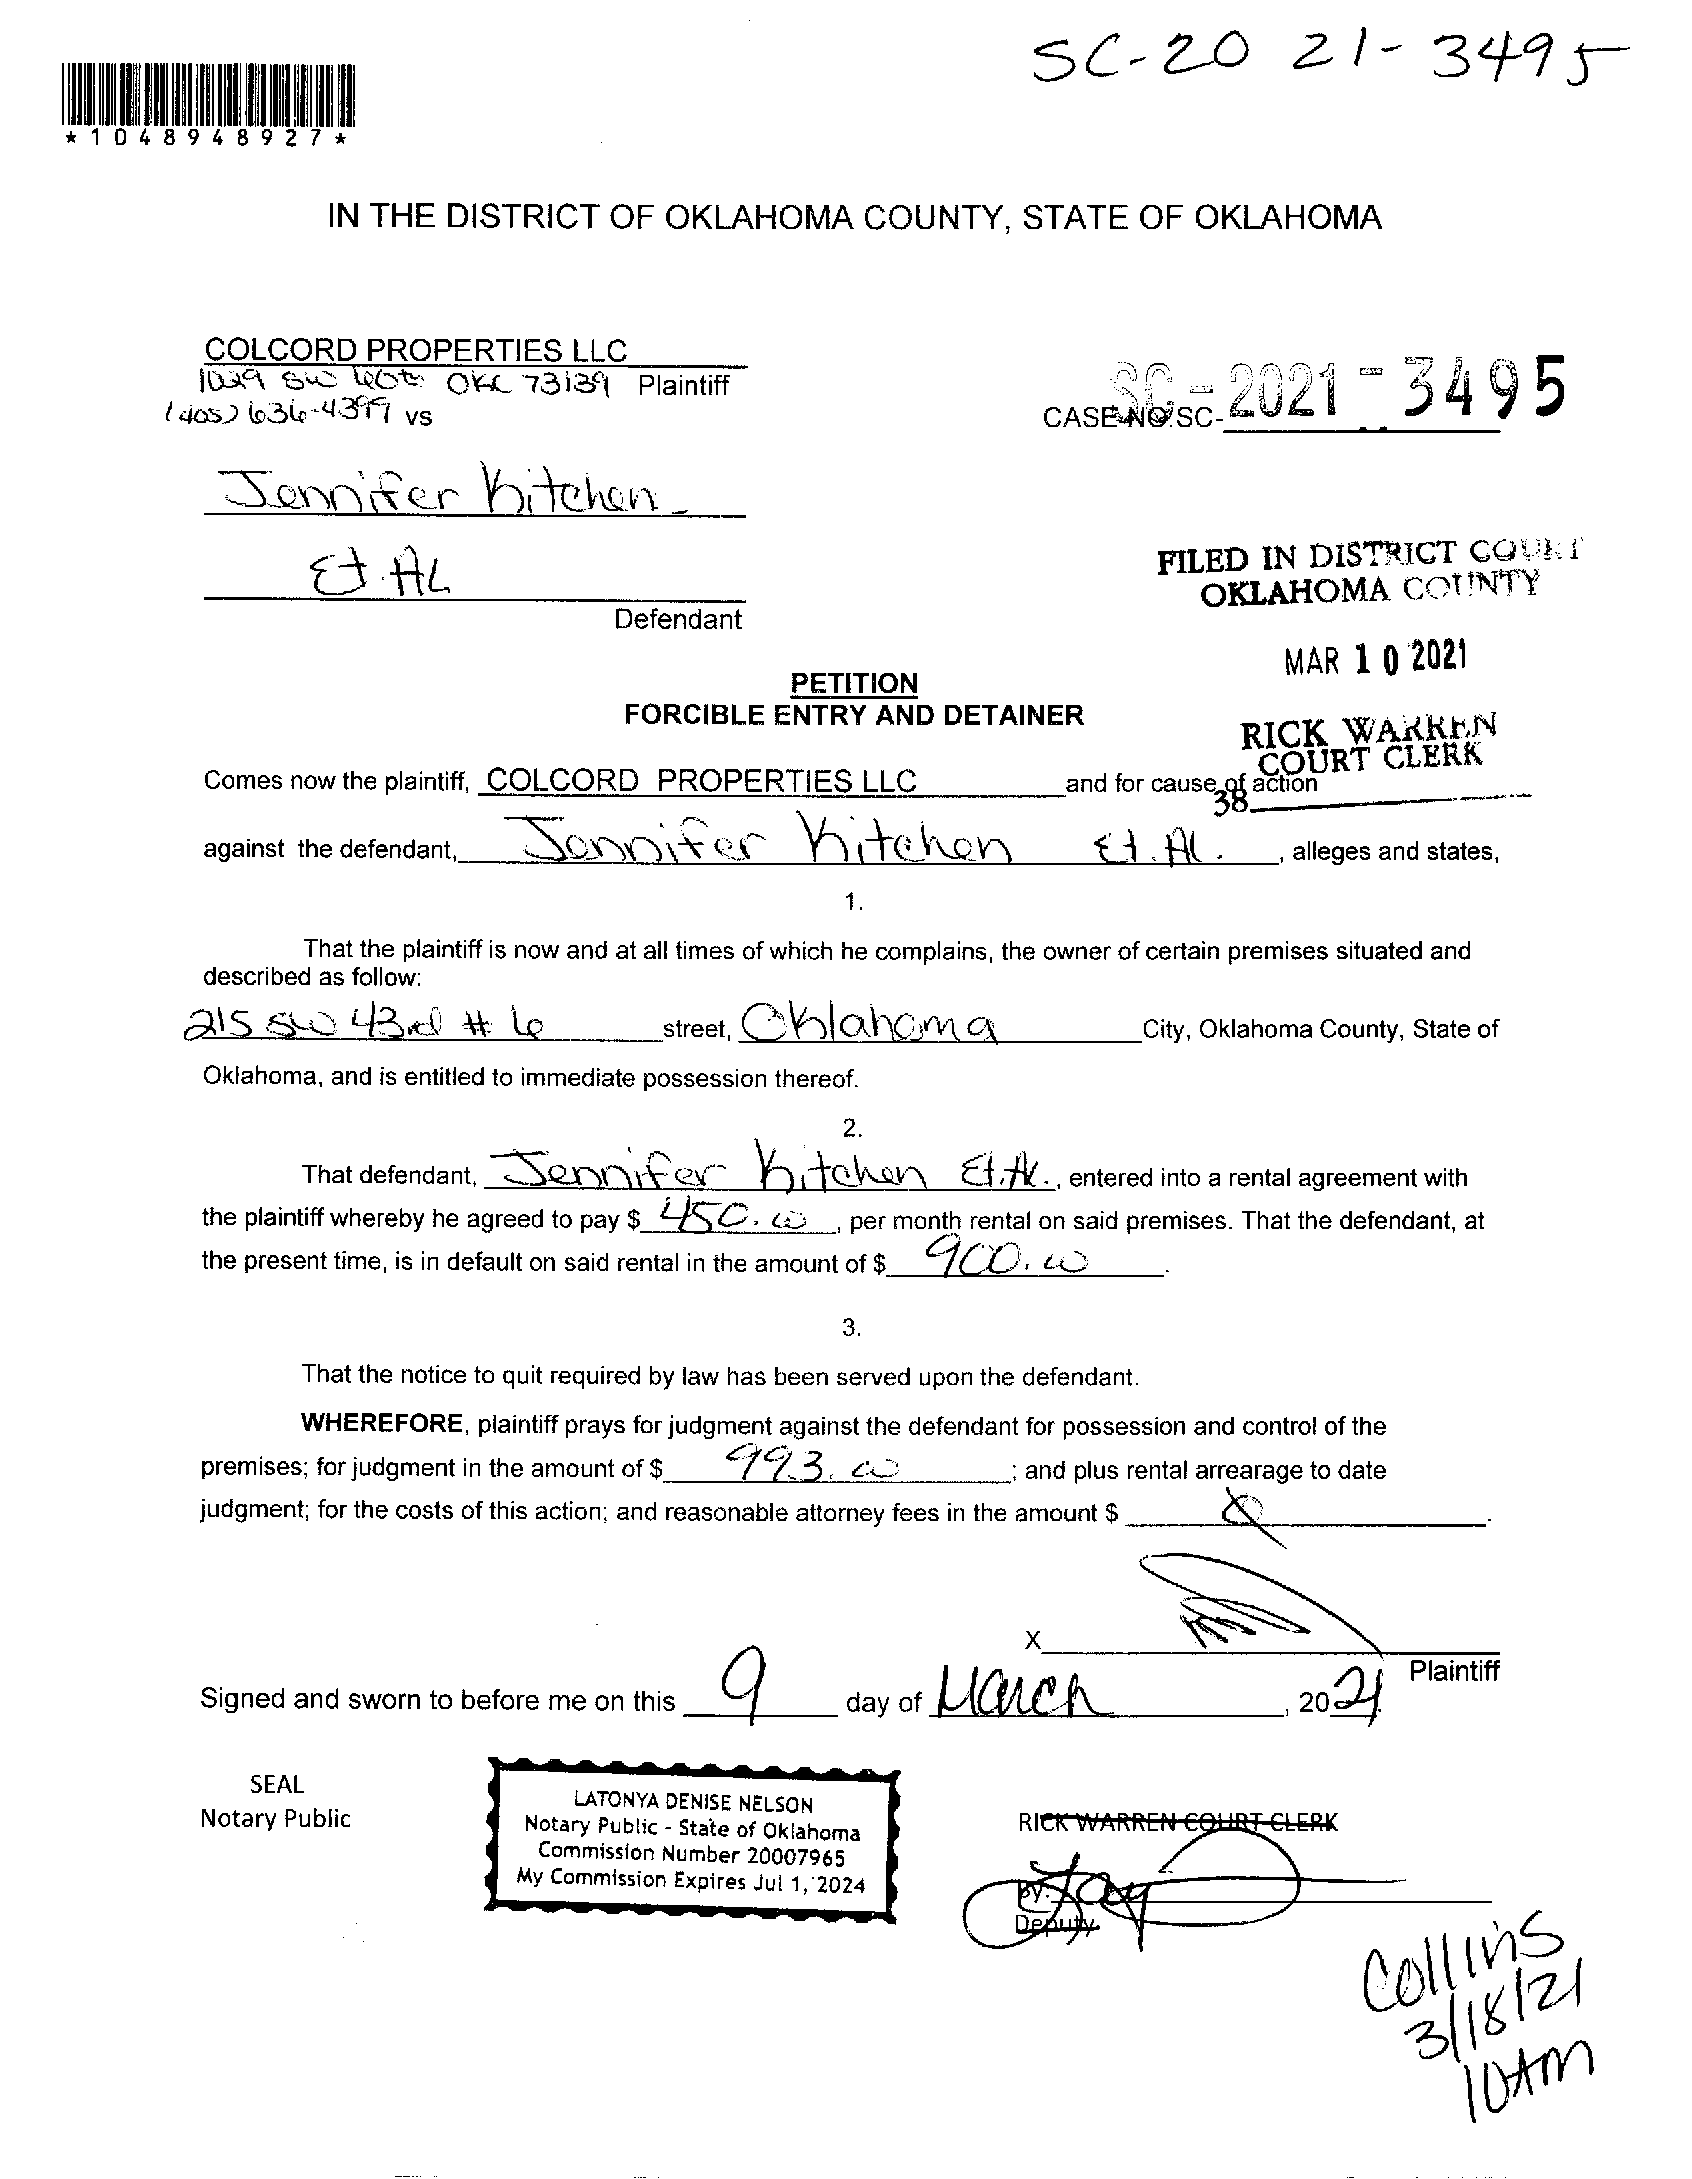 SC-2021-3495
*1048948927*
IN THE DISTRICT OF OKLAHOMA COUNTY, STATE OF OKLAHOMA
COLCORD PROPERTIES LLC
1029 SW 60th OKC 73139 Plaintiff
(405) 636-4399 vs
SC-2021-3495
CASE NO. SC-
Jennifer Kitchen
Et. AL
Defendant
FILED IN DISTRICT COURT
OKLAHOMA COUNTY
MAR 10 2021
RICK WARREN
COURT CLERK
38
PETITION
FORCIBLE ENTRY AND DETAINER
Comes now the plaintiff, COLCORD PROPERTIES LLC and for cause of action
against the defendant, Jennifer Kitchen Et. Al. , alleges and states,
1.
That the plaintiff is now and at all times of which he complains, the owner of certain premises situated and
described as follow:
215 SW 43rd # 6 street, Oklahoma City, Oklahoma County, State of
Oklahoma, and is entitled to immediate possession thereof.
2.
That defendant, Jennifer Kitchen Et. Al., entered into a rental agreement with
the plaintiff whereby he agreed to pay $ 450.00 , per month rental on said premises. That the defendant, at
the present time, is in default on said rental in the amount of $ 900.00 .
3.
That the notice to quit required by law has been served upon the defendant.
WHEREFORE, plaintiff prays for judgment against the defendant for possession and control of the
premises; for judgment in the amount of $ 993.00 ; and plus rental arrearage to date
judgment; for the costs of this action; and reasonable attorney fees in the amount $ .
X
Plaintiff
Signed and sworn to before me on this 9 day of March , 2021
SEAL
Notary Public
LATONYA DENISE NELSON
Notary Public - State of Oklahoma
Commission Number 20007965
My Commission Expires Jul 1, 2024
RICK WARREN COURT CLERK
By:
Deputy
Collins
3/18/21
10AM